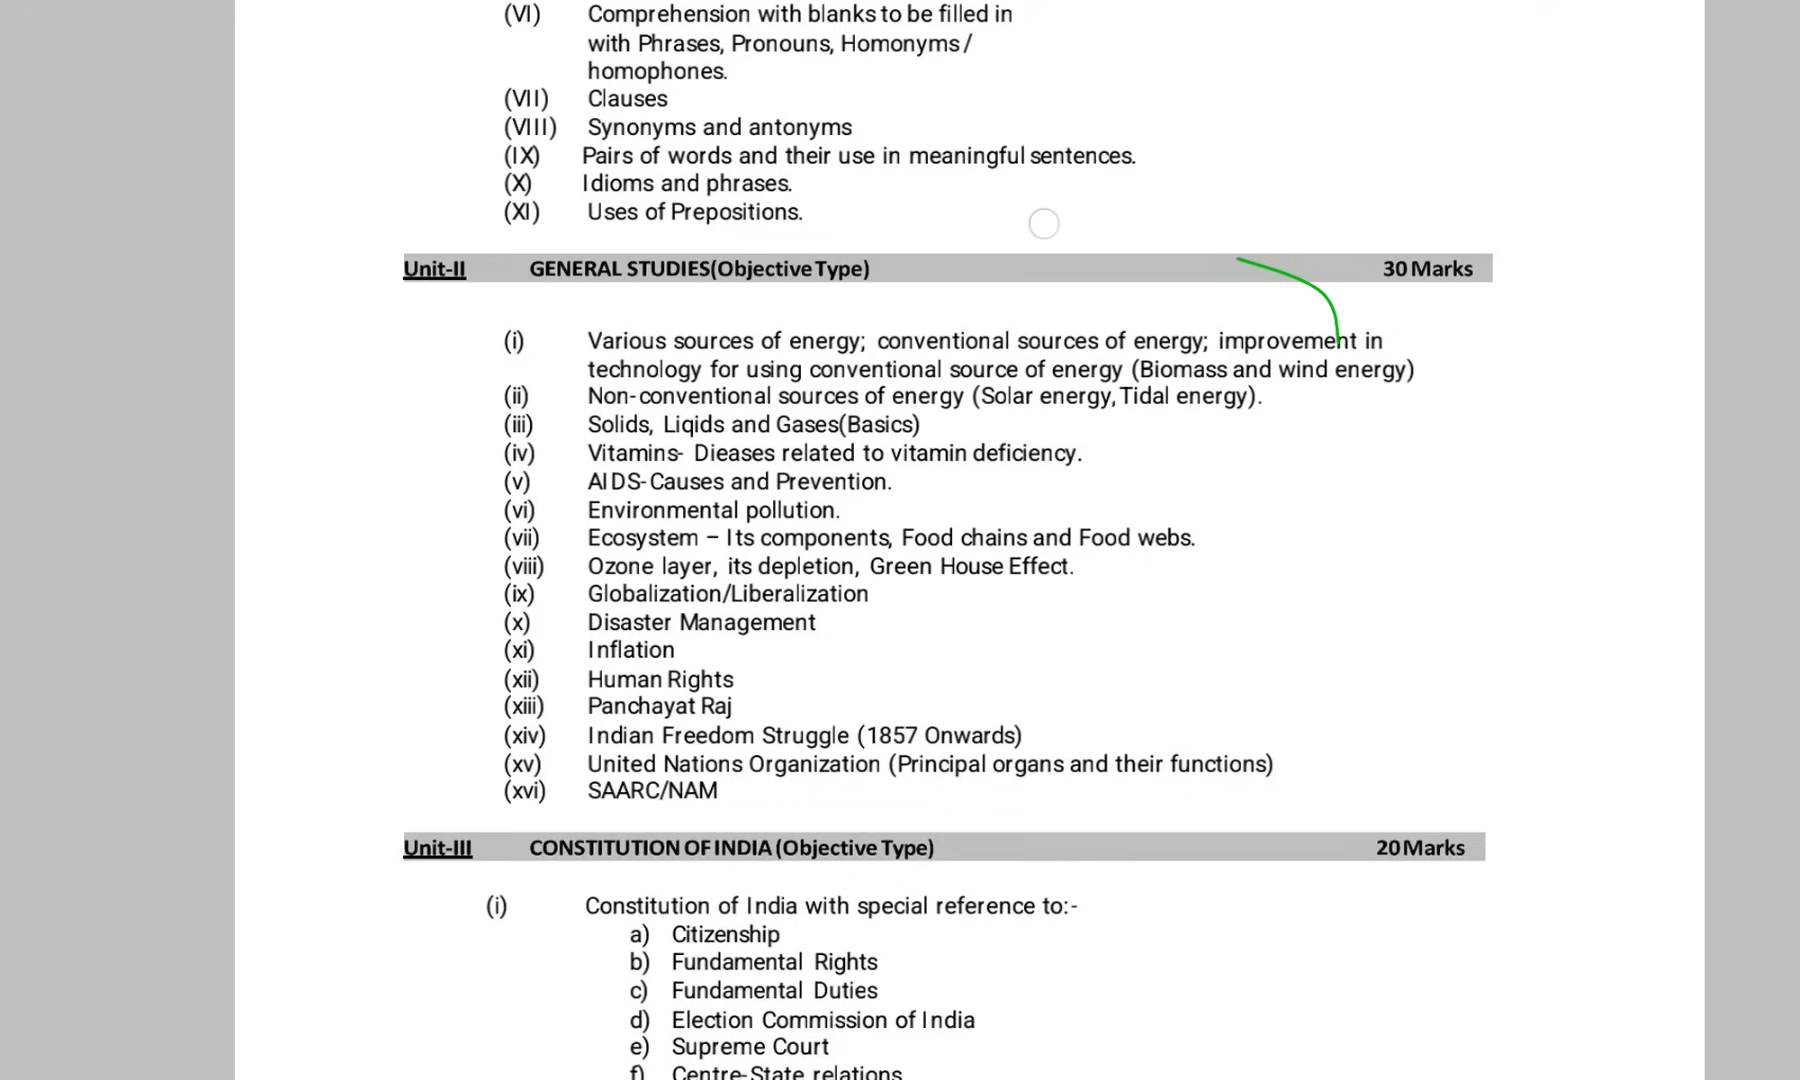 (VI) Comprehension with blanks to be filled in
with Phrases, Pronouns, Homonyms/
homophones.
(VII) Clauses
(VIII) Synonyms and antonyms
(IX) Pairs of words and their use in meaningful sentences.
(X) Idioms and phrases.
(XI) Uses of Prepositions.
Unit-II GENERAL STUDIES(Objective Type) 30 Marks
(i) Various sources of energy; conventional sources of energy; improvement in
technology for using conventional source of energy (Biomass and wind energy)
(ii) Non-conventional sources of energy (Solar energy, Tidal energy).
(iii) Solids, Liqids and Gases(Basics)
(iv) Vitamins- Dieases related to vitamin deficiency.
(v) AIDS-Causes and Prevention.
(vi) Environmental pollution.
(vii) Ecosystem – Its components, Food chains and Food webs.
(viii) Ozone layer, its depletion, Green House Effect.
(ix) Globalization/Liberalization
(x) Disaster Management
(xi) Inflation
(xii) Human Rights
(xiii) Panchayat Raj
(xiv) Indian Freedom Struggle (1857 Onwards)
(xv) United Nations Organization (Principal organs and their functions)
(xvi) SAARC/NAM
Unit-III CONSTITUTION OF INDIA (Objective Type) 20 Marks
(i) Constitution of India with special reference to:-
a) Citizenship
b) Fundamental Rights
c) Fundamental Duties
d) Election Commission of India
e) Supreme Court
f) Centre-State relations